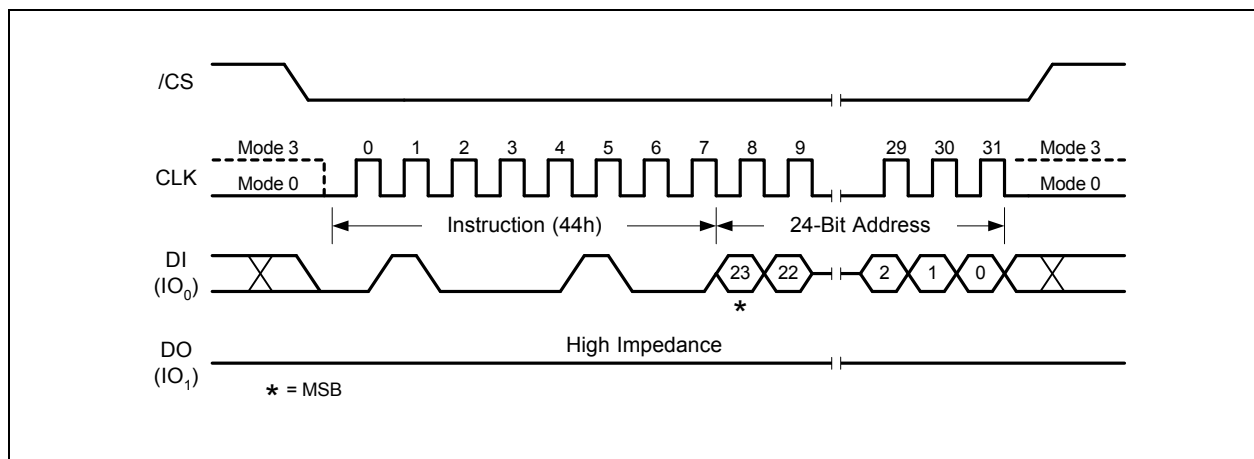 /CS
Mode 3 0 1 2 3 4 5 6 7 8 9 29 30 31 Mode 3
CLK Mode 0 Mode 0
Instruction (44h) 24-Bit Address
DI
(IO0) 23 22 2 1 0
*
DO High Impedance
(IO1)
* = MSB